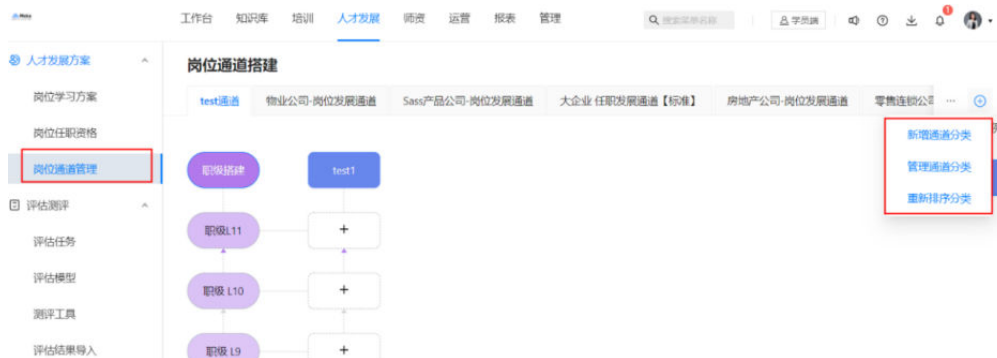 工作台 知识库 培训 人才发展 师资 运营 报表 管理 搜索菜单名称 学员端 1
人才发展方案
岗位学习方案
岗位任职资格
岗位通道管理
评估测评
评估任务
评估模型
测评工具
评估结果导入
岗位通道搭建
test通道 物业公司-岗位发展通道 Sass产品公司-岗位发展通道 大企业 任职发展通道【标准】 房地产公司-岗位发展通道 零售连锁公司 ...
新增通道分类
管理通道分类
重新排序分类
职级搭建 test1
职级L11 +
职级 L10 +
职级 L9 +